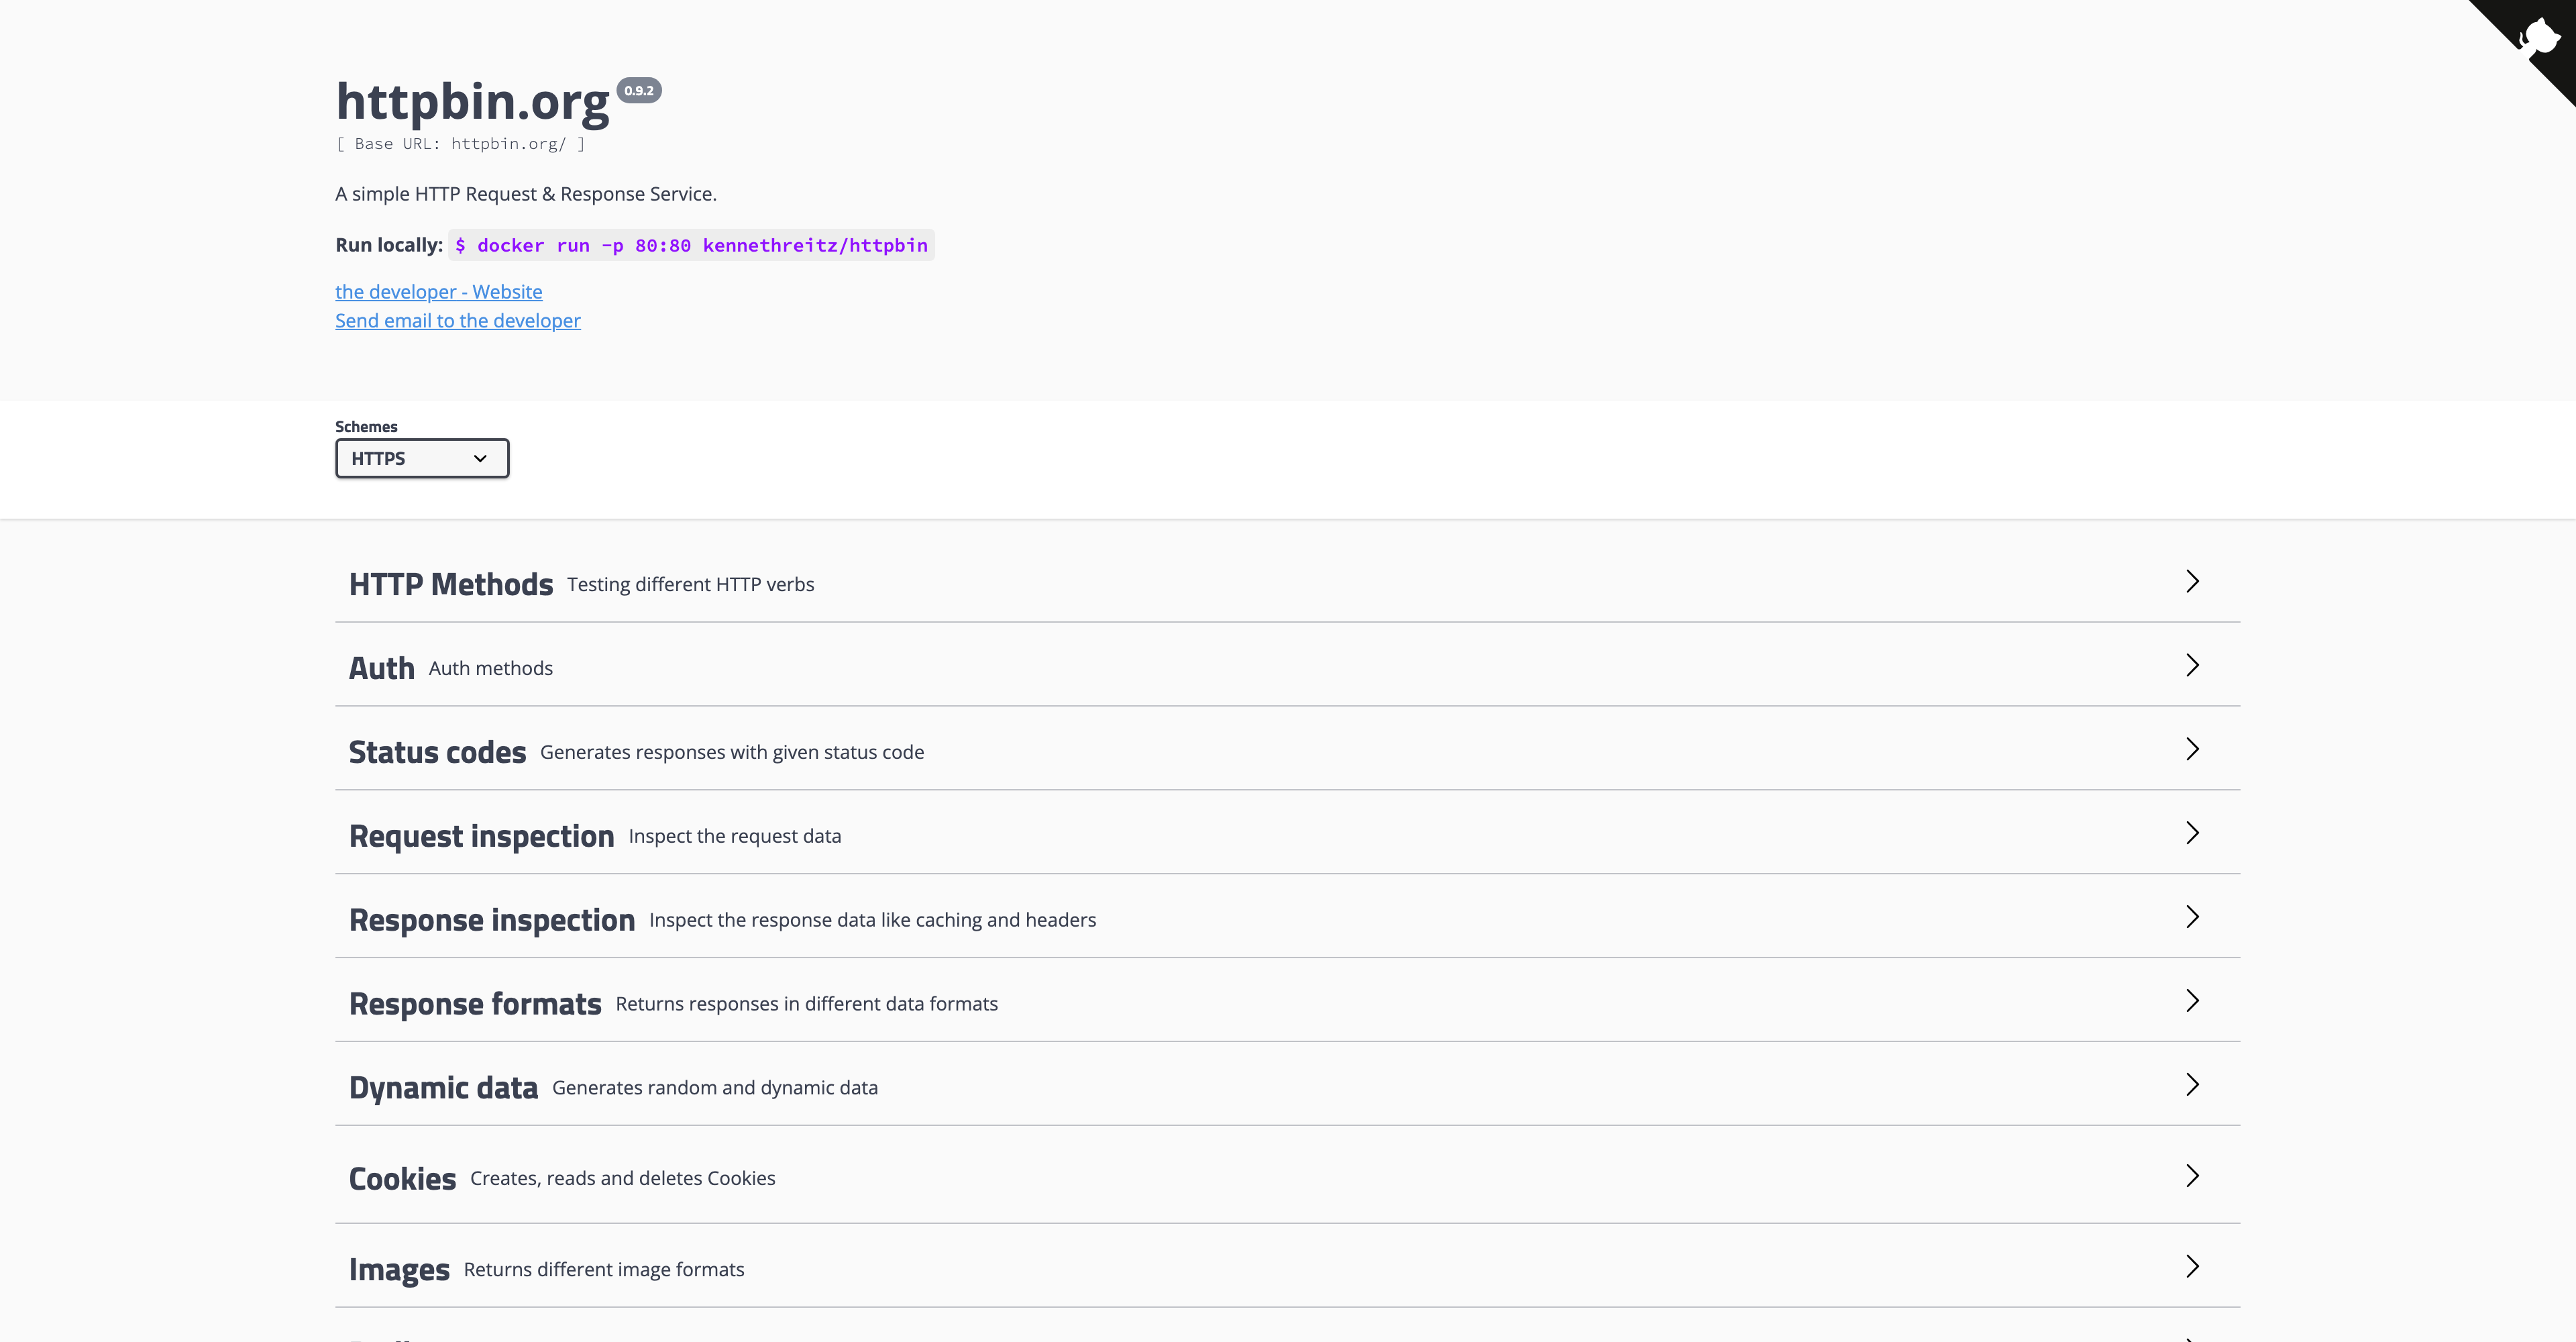 httpbin.org 0.9.2
[ Base URL: httpbin.org/ ]
A simple HTTP Request & Response Service.
Run locally: $ docker run -p 80:80 kennethreitz/httpbin
the developer - Website
Send email to the developer
Schemes
HTTPS
HTTP Methods Testing different HTTP verbs
Auth Auth methods
Status codes Generates responses with given status code
Request inspection Inspect the request data
Response inspection Inspect the response data like caching and headers
Response formats Returns responses in different data formats
Dynamic data Generates random and dynamic data
Cookies Creates, reads and deletes Cookies
Images Returns different image formats